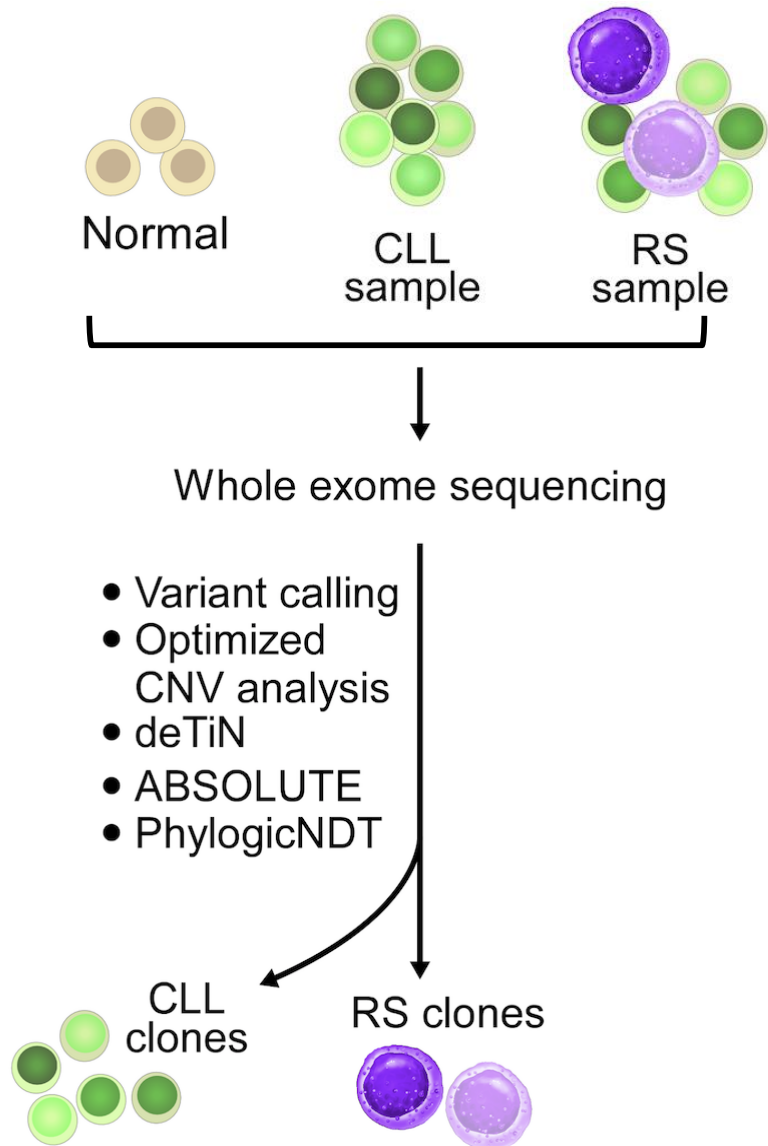 Normal
CLL
sample
RS
sample
Whole exome sequencing
• Variant calling
• Optimized
CNV analysis
• deTiN
• ABSOLUTE
• PhylogicNDT
CLL
clones
RS clones